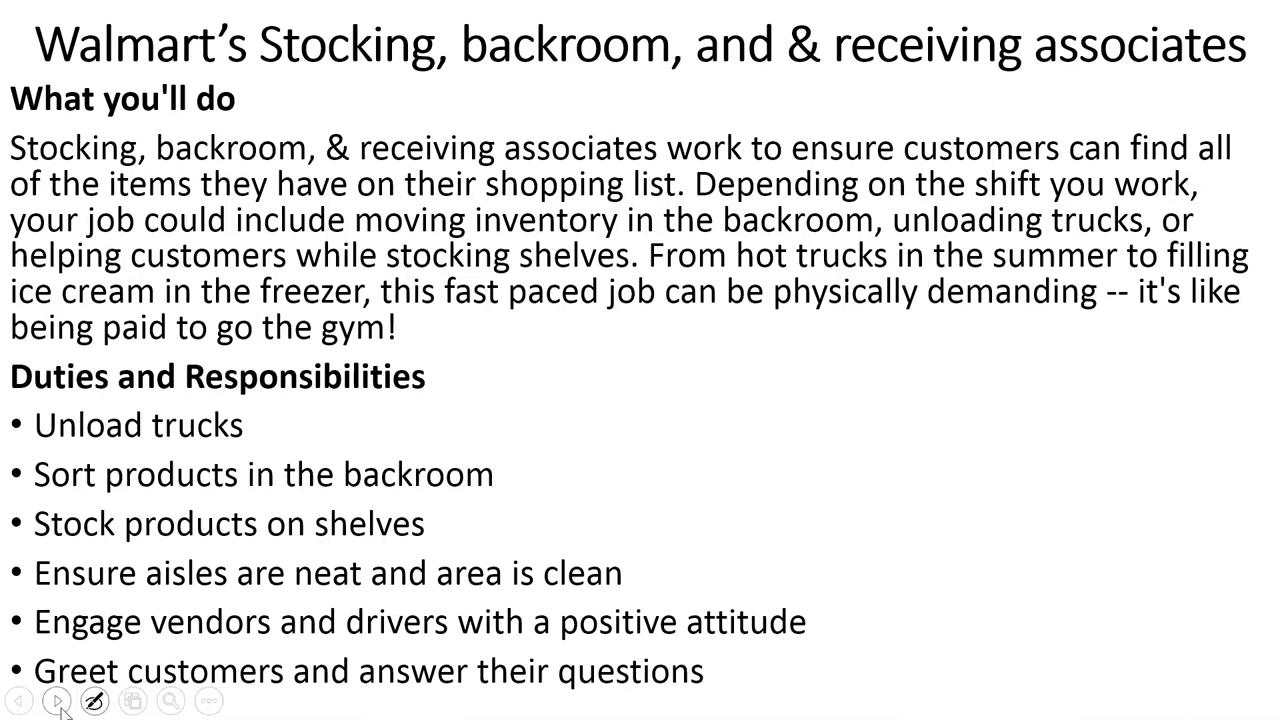 Walmart’s Stocking, backroom, and & receiving associates
What you'll do
Stocking, backroom, & receiving associates work to ensure customers can find all
of the items they have on their shopping list. Depending on the shift you work,
your job could include moving inventory in the backroom, unloading trucks, or
helping customers while stocking shelves. From hot trucks in the summer to filling
ice cream in the freezer, this fast paced job can be physically demanding -- it's like
being paid to go the gym!
Duties and Responsibilities
• Unload trucks
• Sort products in the backroom
• Stock products on shelves
• Ensure aisles are neat and area is clean
• Engage vendors and drivers with a positive attitude
• Greet customers and answer their questions